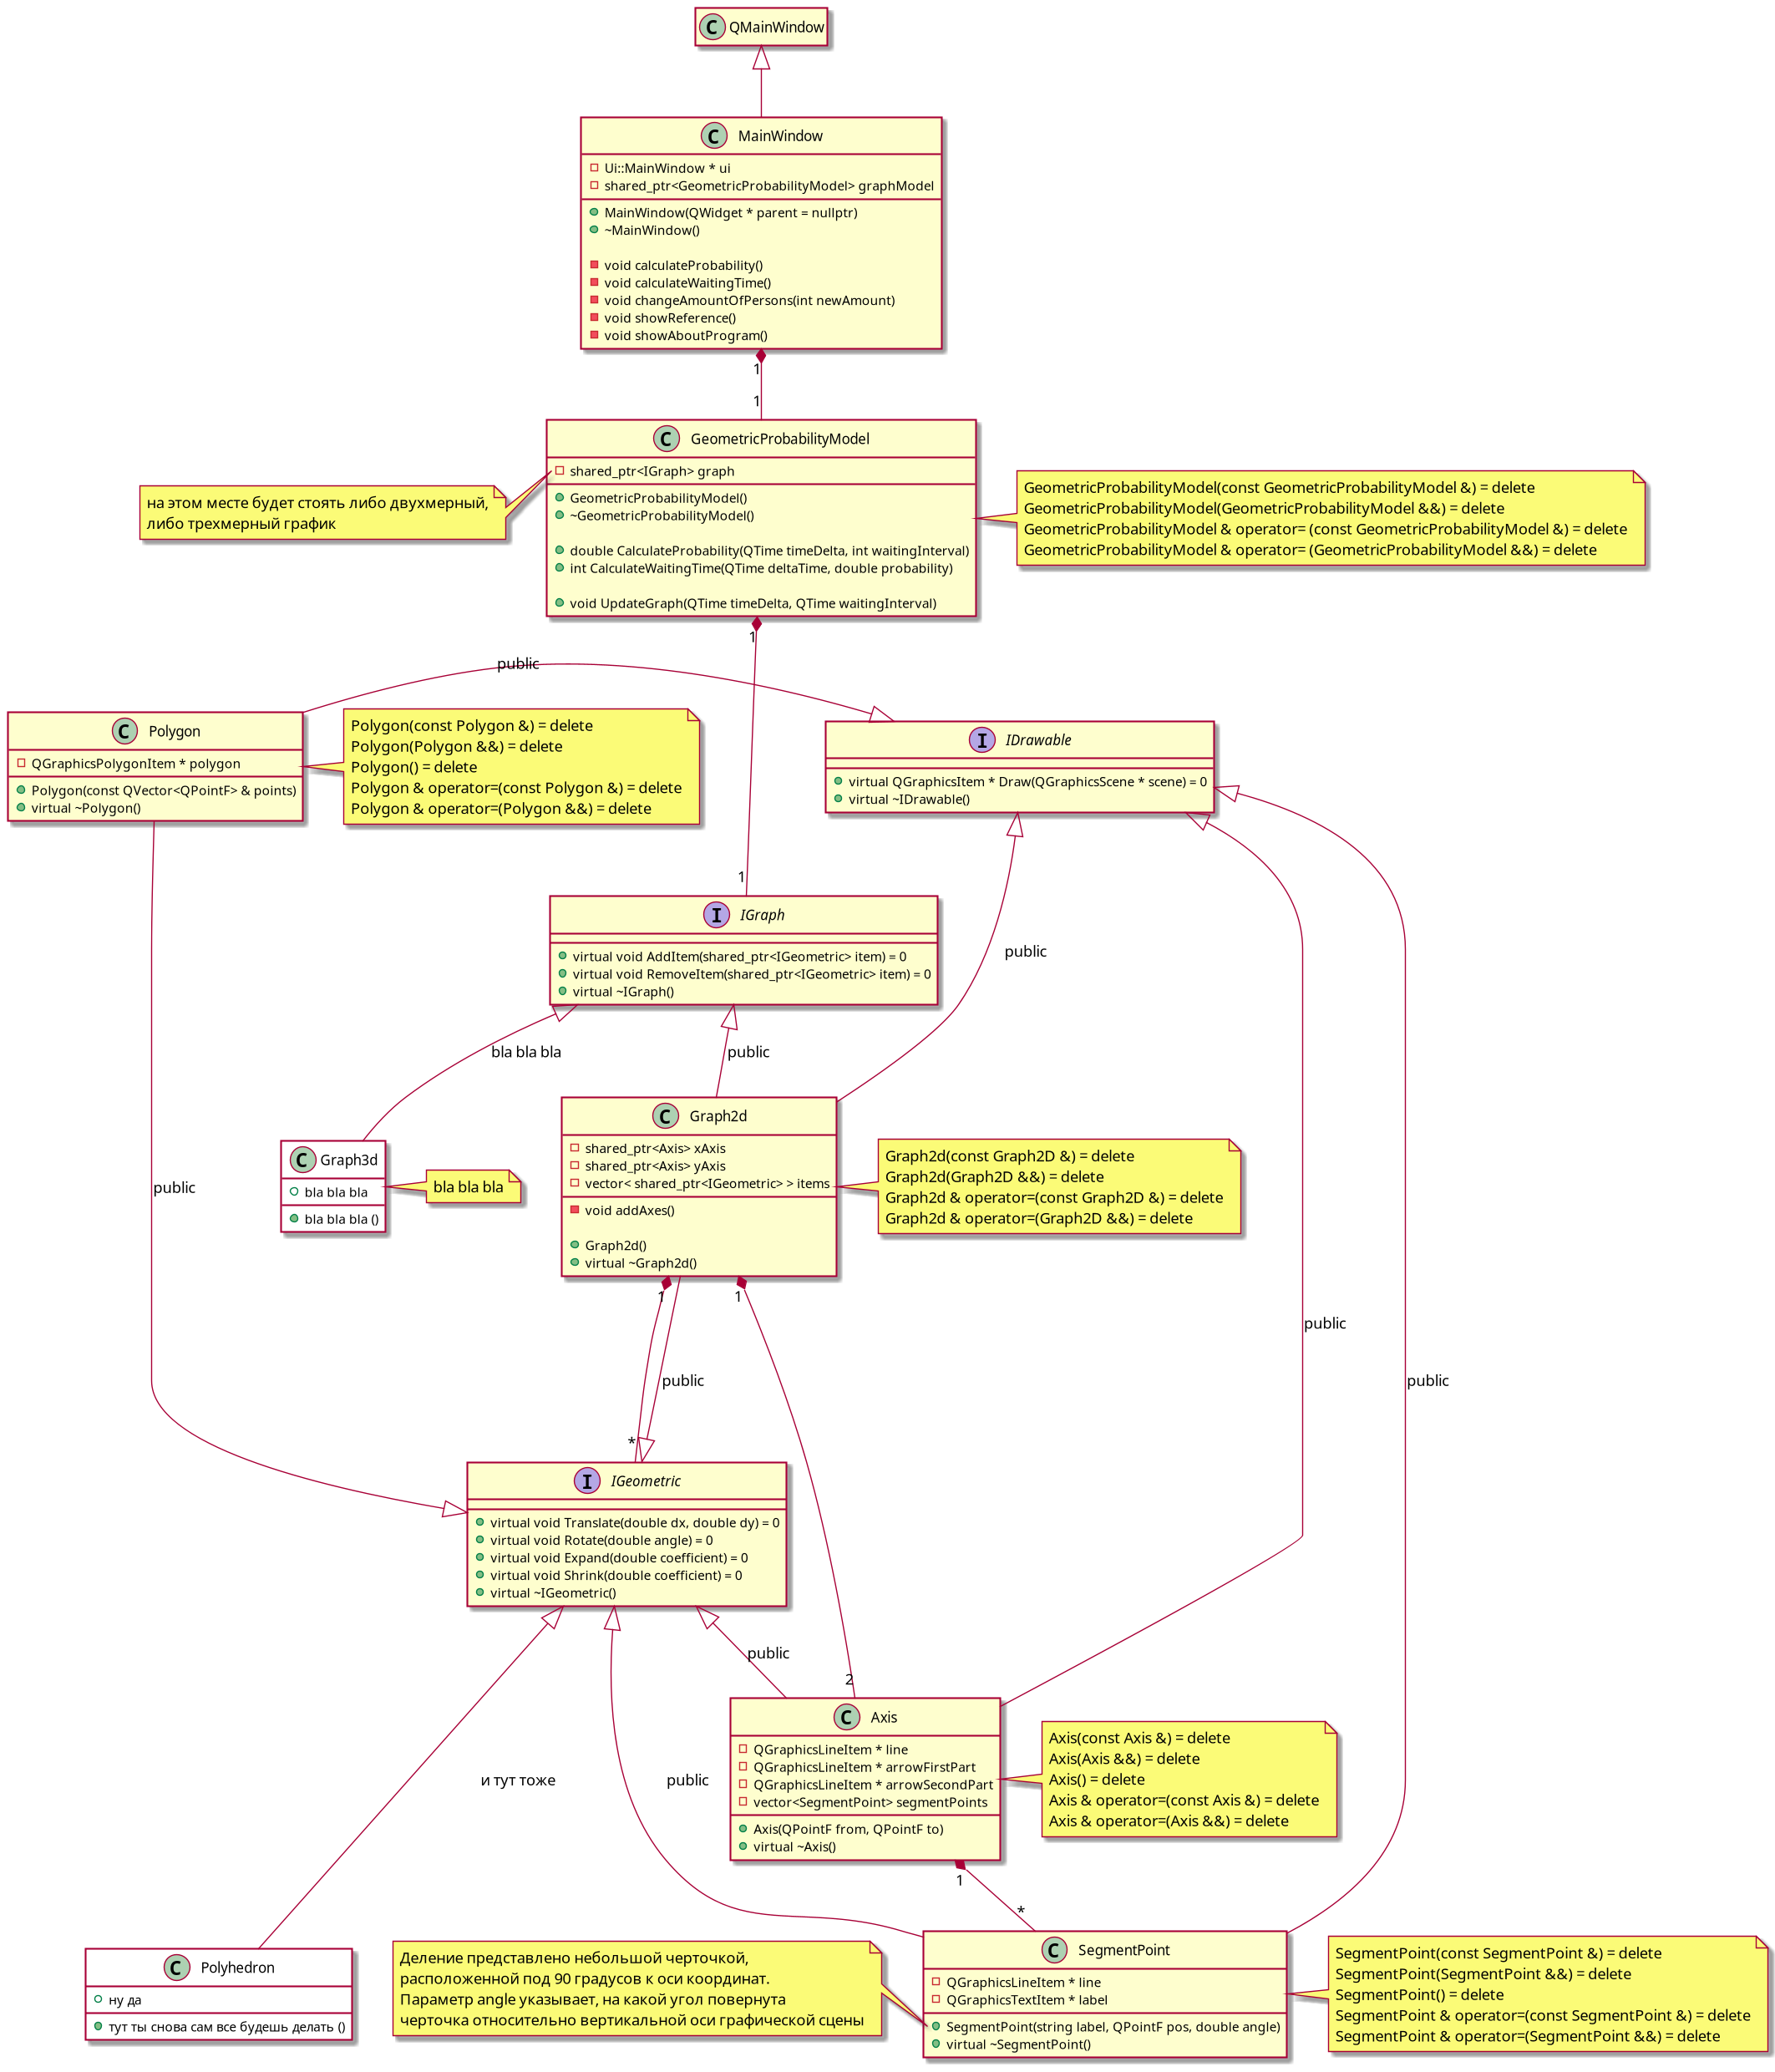 C QMainWindow
C MainWindow
Ui::MainWindow * ui
shared_ptr<GeometricProbabilityModel> graphModel
MainWindow(QWidget * parent = nullptr)
~MainWindow()
void calculateProbability()
void calculateWaitingTime()
void changeAmountOfPersons(int newAmount)
void showReference()
void showAboutProgram()
1
1
C GeometricProbabilityModel
shared_ptr<IGraph> graph
GeometricProbabilityModel()
~GeometricProbabilityModel()
double CalculateProbability(QTime timeDelta, int waitingInterval)
int CalculateWaitingTime(QTime deltaTime, double probability)
void UpdateGraph(QTime timeDelta, QTime waitingInterval)
на этом месте будет стоять либо двухмерный,
либо трехмерный график
GeometricProbabilityModel(const GeometricProbabilityModel &) = delete
GeometricProbabilityModel(GeometricProbabilityModel &&) = delete
GeometricProbabilityModel & operator= (const GeometricProbabilityModel &) = delete
GeometricProbabilityModel & operator= (GeometricProbabilityModel &&) = delete
1
public
C Polygon
QGraphicsPolygonItem * polygon
Polygon(const QVector<QPointF> & points)
virtual ~Polygon()
Polygon(const Polygon &) = delete
Polygon(Polygon &&) = delete
Polygon() = delete
Polygon & operator=(const Polygon &) = delete
Polygon & operator=(Polygon &&) = delete
I IDrawable
virtual QGraphicsItem * Draw(QGraphicsScene * scene) = 0
virtual ~IDrawable()
1
I IGraph
virtual void AddItem(shared_ptr<IGeometric> item) = 0
virtual void RemoveItem(shared_ptr<IGeometric> item) = 0
virtual ~IGraph()
public
bla bla bla
public
C Graph3d
bla bla bla
bla bla bla ()
bla bla bla
C Graph2d
shared_ptr<Axis> xAxis
shared_ptr<Axis> yAxis
vector< shared_ptr<IGeometric> > items
void addAxes()
Graph2d()
virtual ~Graph2d()
Graph2d(const Graph2D &) = delete
Graph2d(Graph2D &&) = delete
Graph2d & operator=(const Graph2D &) = delete
Graph2d & operator=(Graph2D &&) = delete
public
1
1
public
public
public
*
I IGeometric
virtual void Translate(double dx, double dy) = 0
virtual void Rotate(double angle) = 0
virtual void Expand(double coefficient) = 0
virtual void Shrink(double coefficient) = 0
virtual ~IGeometric()
public
2
C Axis
QGraphicsLineItem * line
QGraphicsLineItem * arrowFirstPart
QGraphicsLineItem * arrowSecondPart
vector<SegmentPoint> segmentPoints
Axis(QPointF from, QPointF to)
virtual ~Axis()
Axis(const Axis &) = delete
Axis(Axis &&) = delete
Axis() = delete
Axis & operator=(const Axis &) = delete
Axis & operator=(Axis &&) = delete
и тут тоже
public
1
*
C Polyhedron
ну да
тут ты снова сам все будешь делать ()
Деление представлено небольшой черточкой,
расположенной под 90 градусов к оси координат.
Параметр angle указывает, на какой угол повернута
черточка относительно вертикальной оси графической сцены
C SegmentPoint
QGraphicsLineItem * line
QGraphicsTextItem * label
SegmentPoint(string label, QPointF pos, double angle)
virtual ~SegmentPoint()
SegmentPoint(const SegmentPoint &) = delete
SegmentPoint(SegmentPoint &&) = delete
SegmentPoint() = delete
SegmentPoint & operator=(const SegmentPoint &) = delete
SegmentPoint & operator=(SegmentPoint &&) = delete